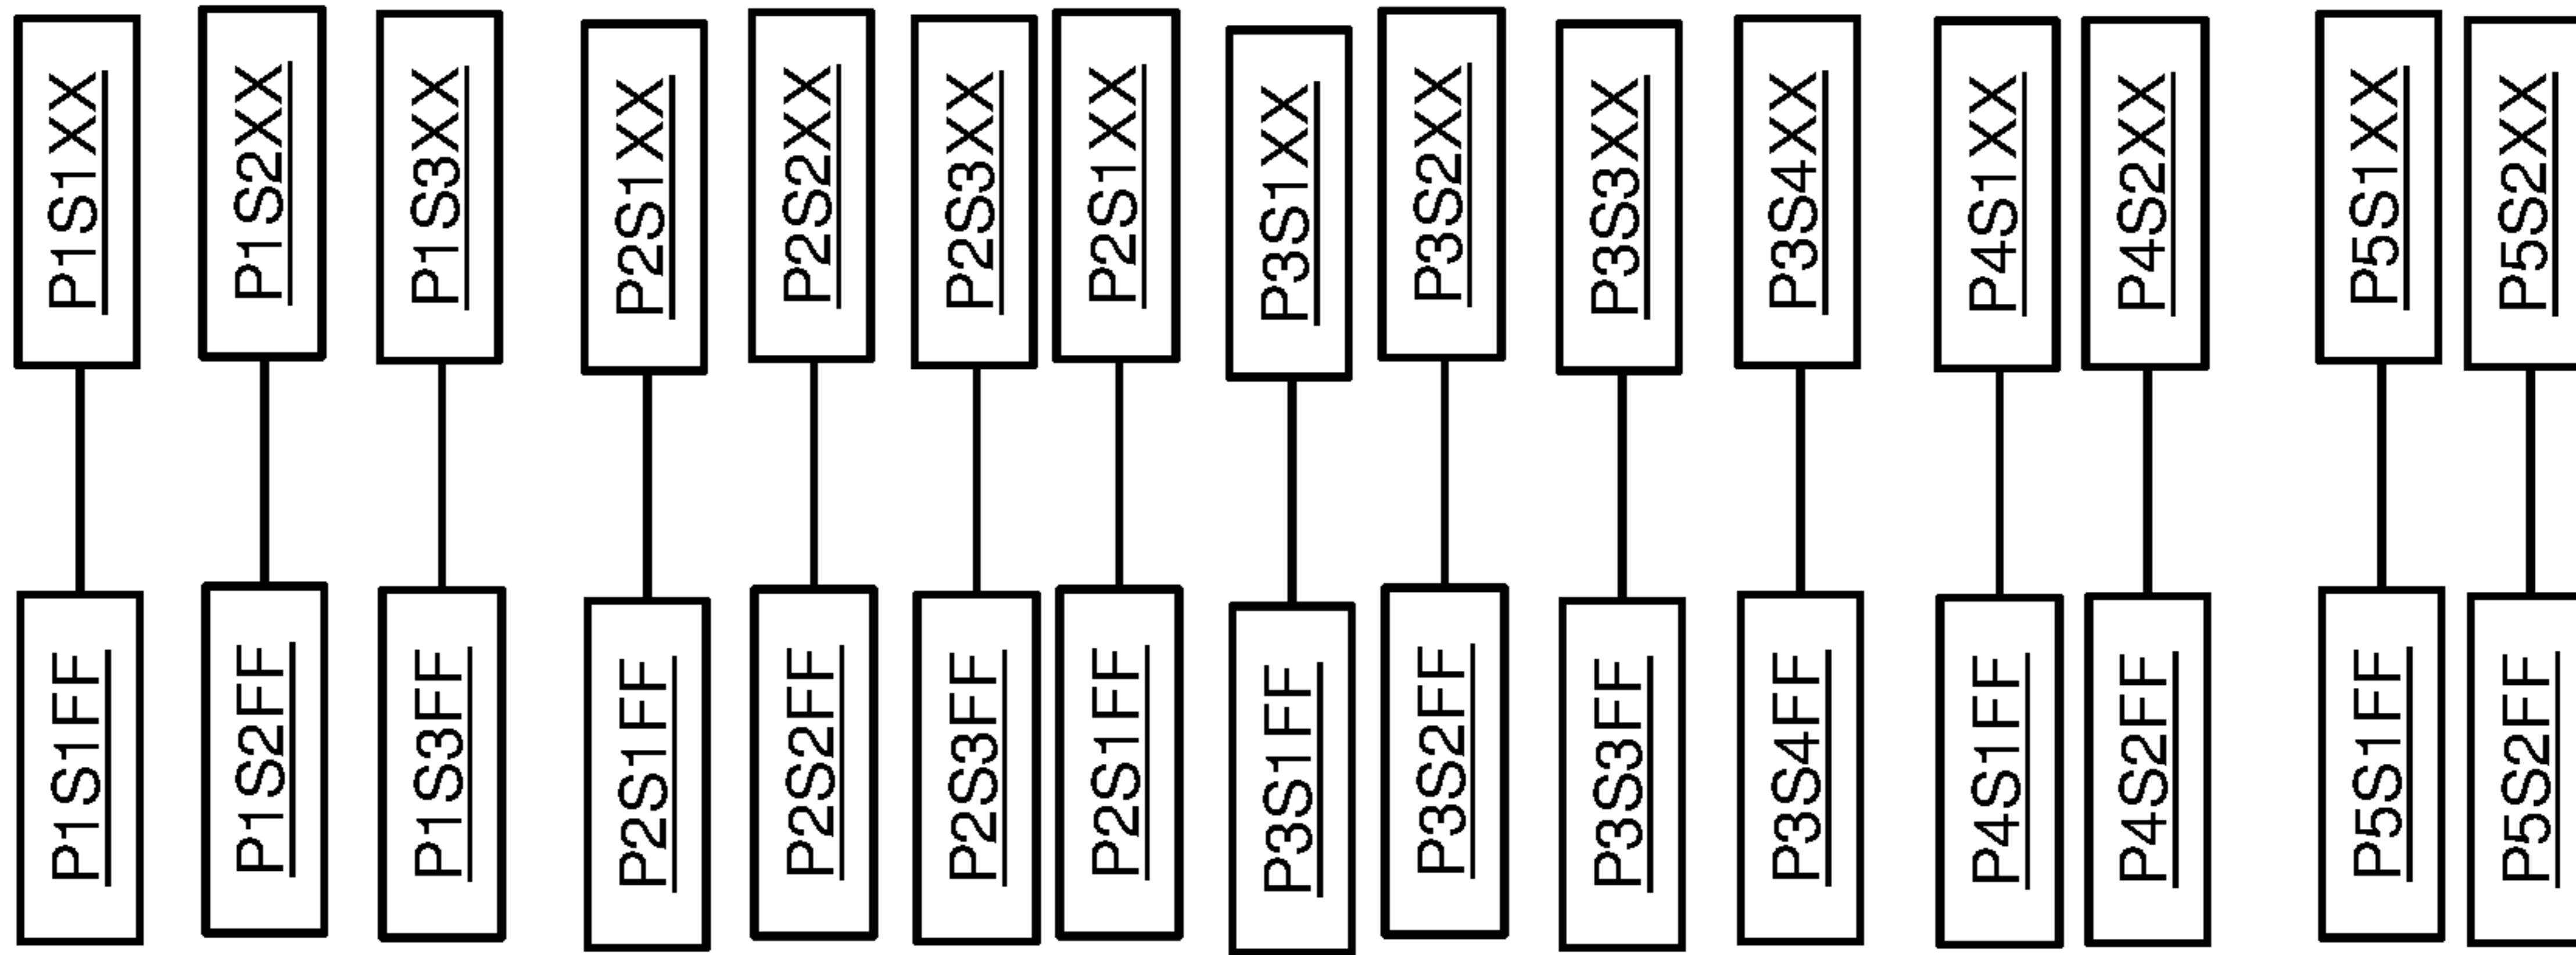 P1S1XX
P1S2XX
P1S3XX
P2S1XX
P2S2XX
P2S3XX
P2S1XX
P3S1XX
P3S2XX
P3S3XX
P3S4XX
P4S1XX
P4S2XX
P5S1XX
P5S2XX
P1S1FF
P1S2FF
P1S3FF
P2S1FF
P2S2FF
P2S3FF
P2S1FF
P3S1FF
P3S2FF
P3S3FF
P3S4FF
P4S1FF
P4S2FF
P5S1FF
P5S2FF